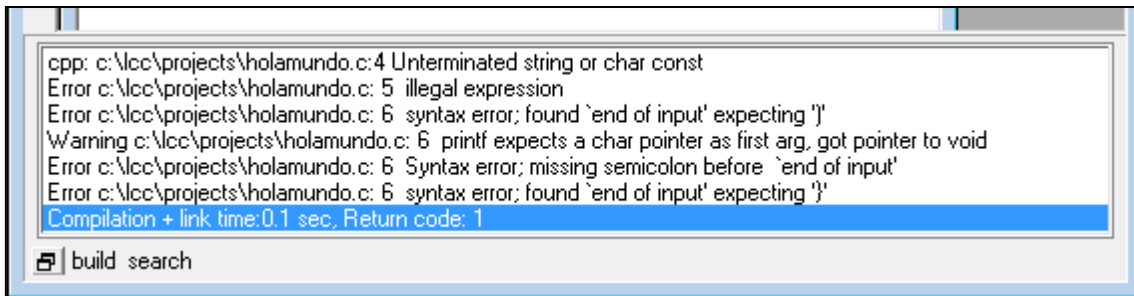 cpp: c:\lcc\projects\holamundo.c:4 Unterminated string or char const
Error c:\lcc\projects\holamundo.c: 5  illegal expression
Error c:\lcc\projects\holamundo.c: 6  syntax error; found `end of input' expecting ')'
Warning c:\lcc\projects\holamundo.c: 6  printf expects a char pointer as first arg, got pointer to void
Error c:\lcc\projects\holamundo.c: 6  Syntax error; missing semicolon before  `end of input'
Error c:\lcc\projects\holamundo.c: 6  syntax error; found `end of input' expecting '}'
Compilation + link time:0.1 sec, Return code: 1
build search